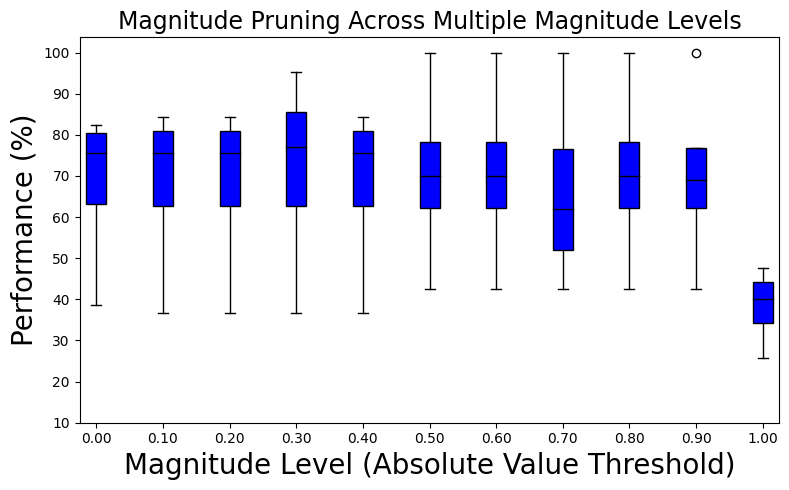 Magnitude Pruning Across Multiple Magnitude Levels
Performance (%)
100
90
80
70
60
50
40
30
20
10
0.00 0.10 0.20 0.30 0.40 0.50 0.60 0.70 0.80 0.90 1.00
Magnitude Level (Absolute Value Threshold)